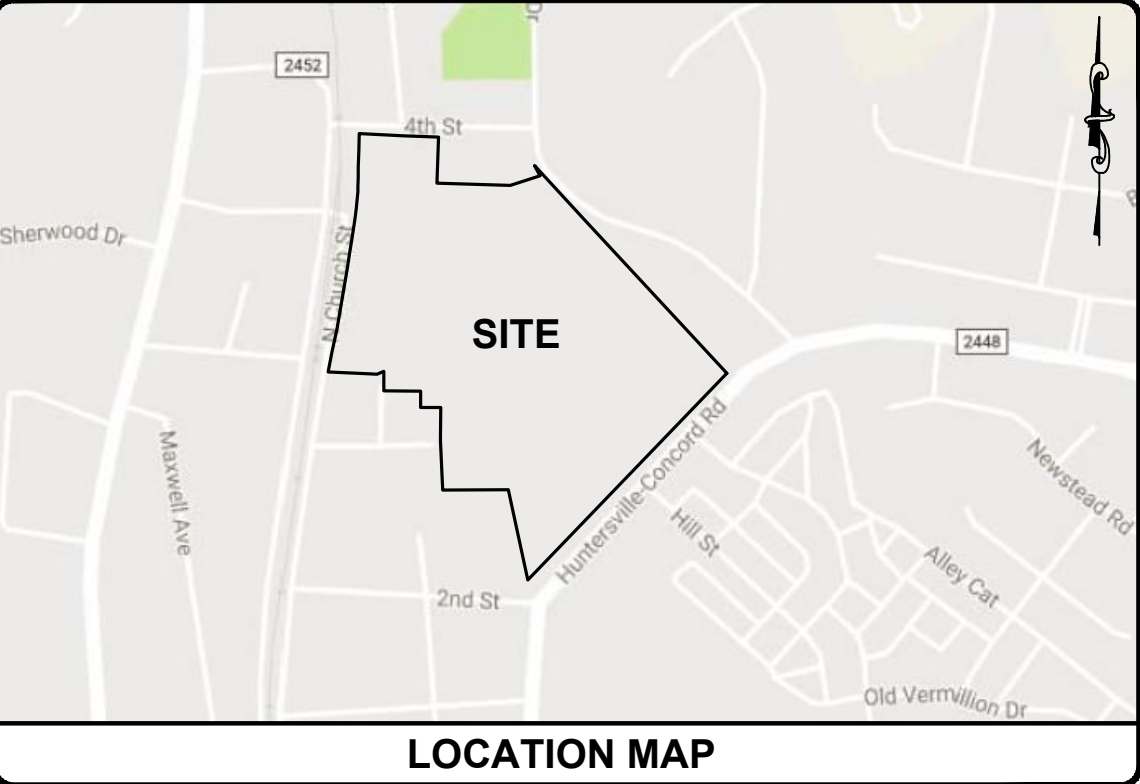 Dr
2452
4th St
Sherwood Dr
N Church St
SITE
2448
Huntersville-Concord Rd
Maxwell Ave
Newstead Rd
Hill St
Alley Cat
2nd St
Old Vermillion Dr
LOCATION MAP